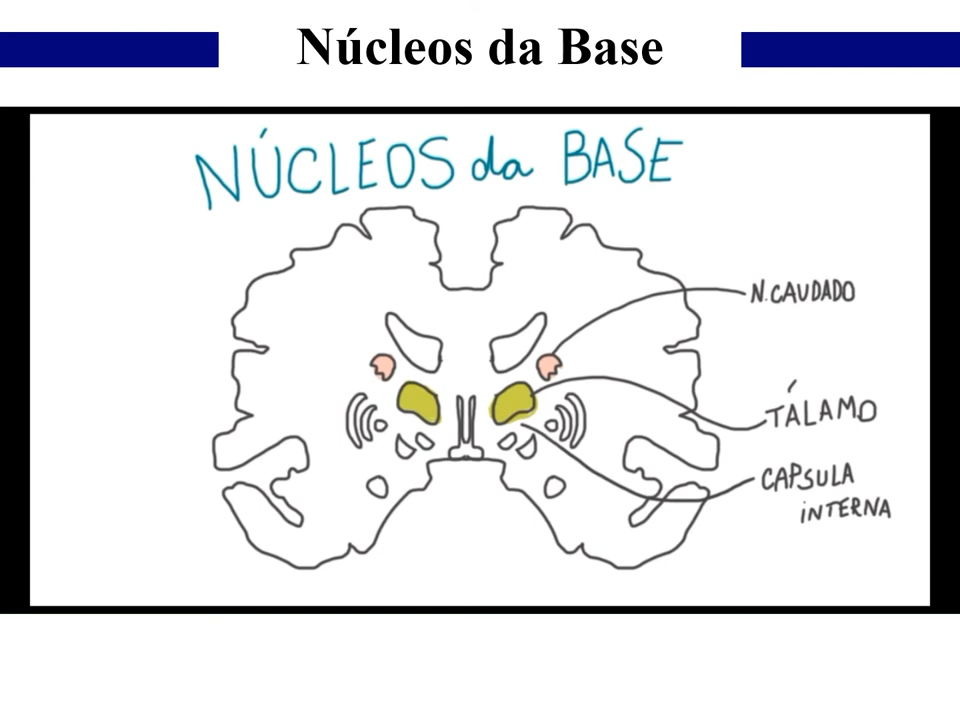 Núcleos da Base
NÚCLEOS da BASE
N.CAUDADO
TÁLAMO
CAPSULA
INTERNA